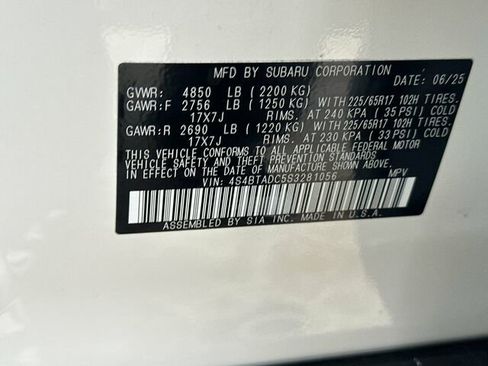 MFD BY SUBARU CORPORATION
DATE: 06/25
GVWR: 4850 LB (2200 KG)
GAWR:F 2756 LB (1250 KG) WITH 225/65R17 102H TIRES.
17X7J RIMS. AT 240 KPA ( 35 PSI) COLD
GAWR:R 2690 LB (1220 KG) WITH 225/65R17 102H TIRES.
17X7J RIMS. AT 230 KPA ( 33 PSI) COLD
THIS VEHICLE CONFORMS TO ALL APPLICABLE FEDERAL MOTOR
VEHICLE SAFETY AND THEFT PREVENTION STANDARDS
IN EFFECT ON THE DATE OF MANUFACTURE SHOWN ABOVE.
VIN: 4S4BTADC5S3281056 MPV
ASSEMBLED BY SIA INC. MADE IN U.S.A.